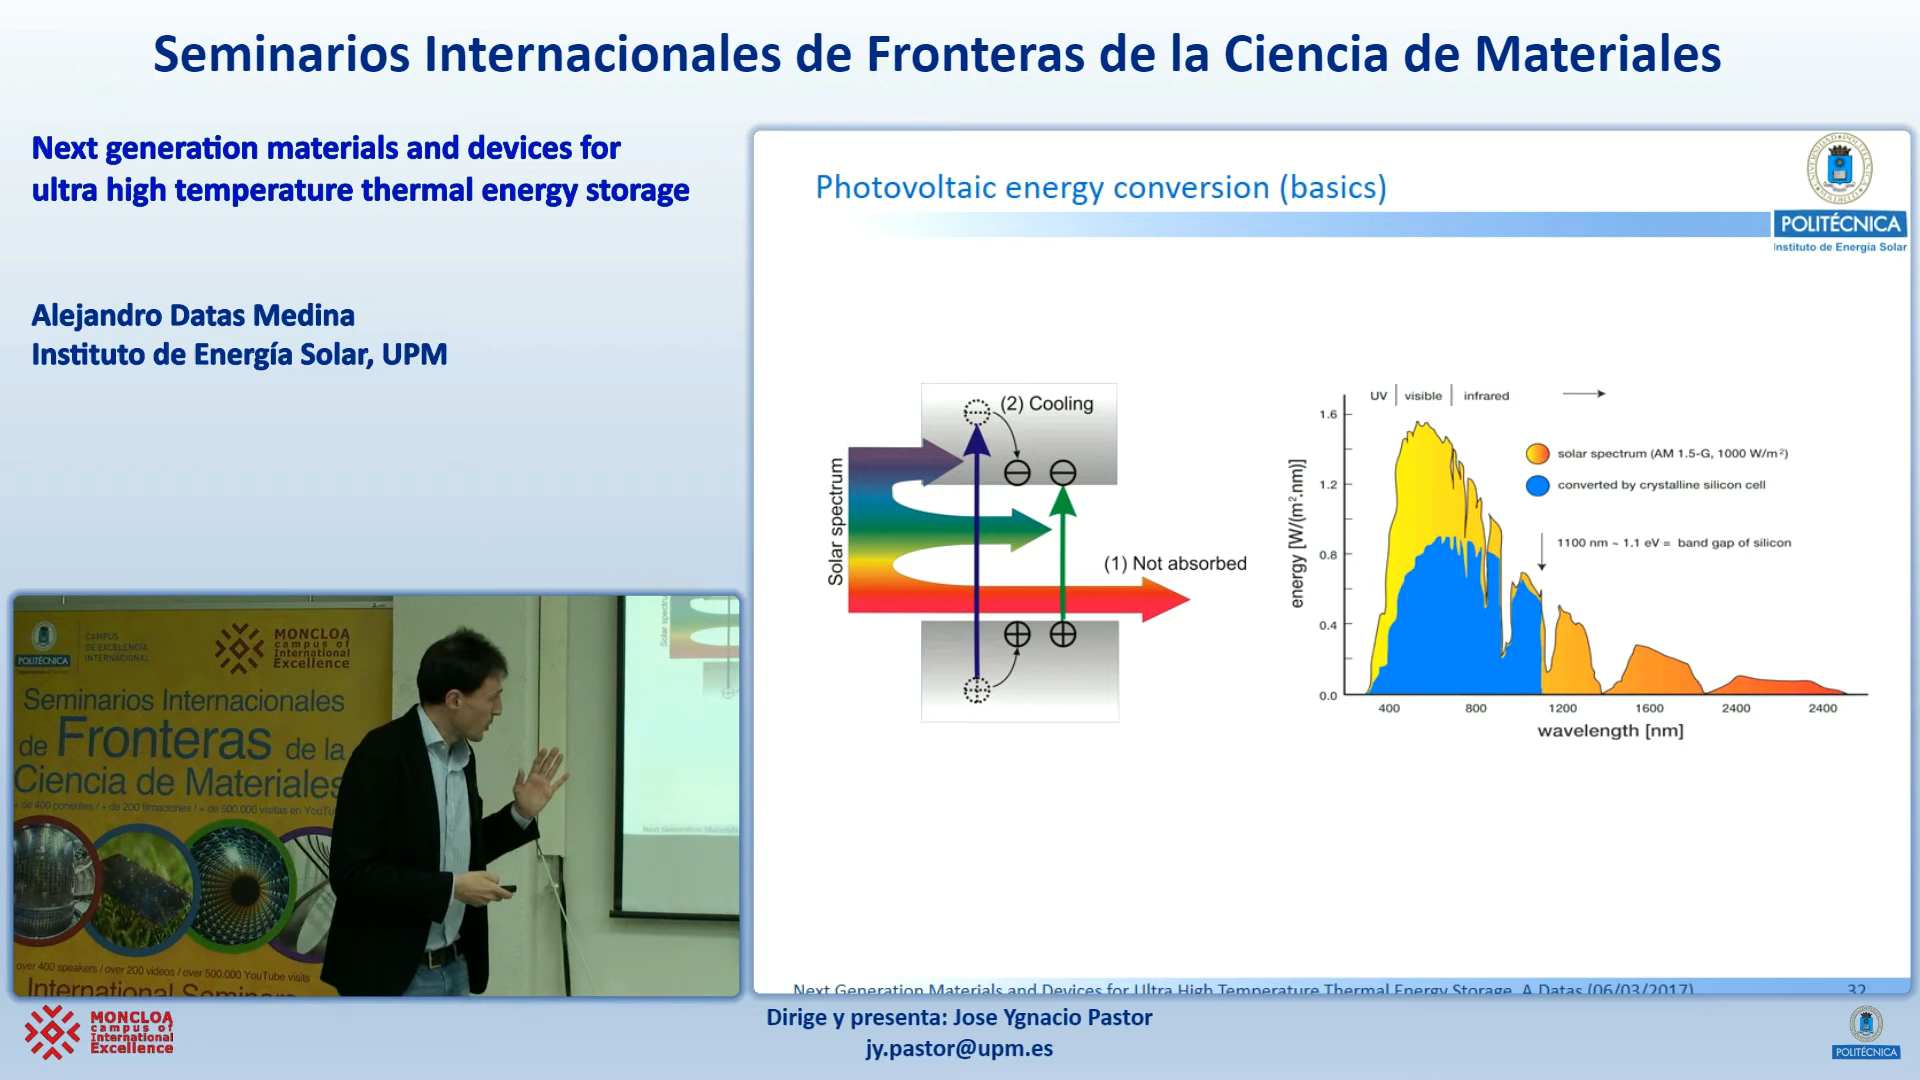 Seminarios Internacionales de Fronteras de la Ciencia de Materiales
Next generation materials and devices for
ultra high temperature thermal energy storage
Alejandro Datas Medina
Instituto de Energía Solar, UPM
Photovoltaic energy conversion (basics)
POLITÉCNICA
Instituto de Energía Solar
Solar spectrum
(2) Cooling
(1) Not absorbed
UV visible infrared
solar spectrum (AM 1.5-G, 1000 W/m²)
converted by crystalline silicon cell
1100 nm ~ 1.1 eV = band gap of silicon
energy [W/(m².nm)]
1.6
1.2
0.8
0.4
0.0
400 800 1200 1600 2400 2400
wavelength [nm]
Next Generation Materials and Devices for Ultra High Temperature Thermal Energy Storage. A.Datas (06/03/2017) 32
POLITÉCNICA
CAMPUS
DE EXCELENCIA
INTERNACIONAL
MONCLOA
campus of
International
Excellence
Seminarios Internacionales
de Fronteras de la
Ciencia de Materiales
+ de 400 ponentes / + de 200 filmaciones / + de 500.000 visitas en YouTu
over 400 speakers / over 200 videos / over 500.000 YouTube visits
International Seminars
Solar spectr
Next Generation Materials
MONCLOA
campus of
International
Excellence
Dirige y presenta: Jose Ygnacio Pastor
jy.pastor@upm.es
POLITÉCNICA